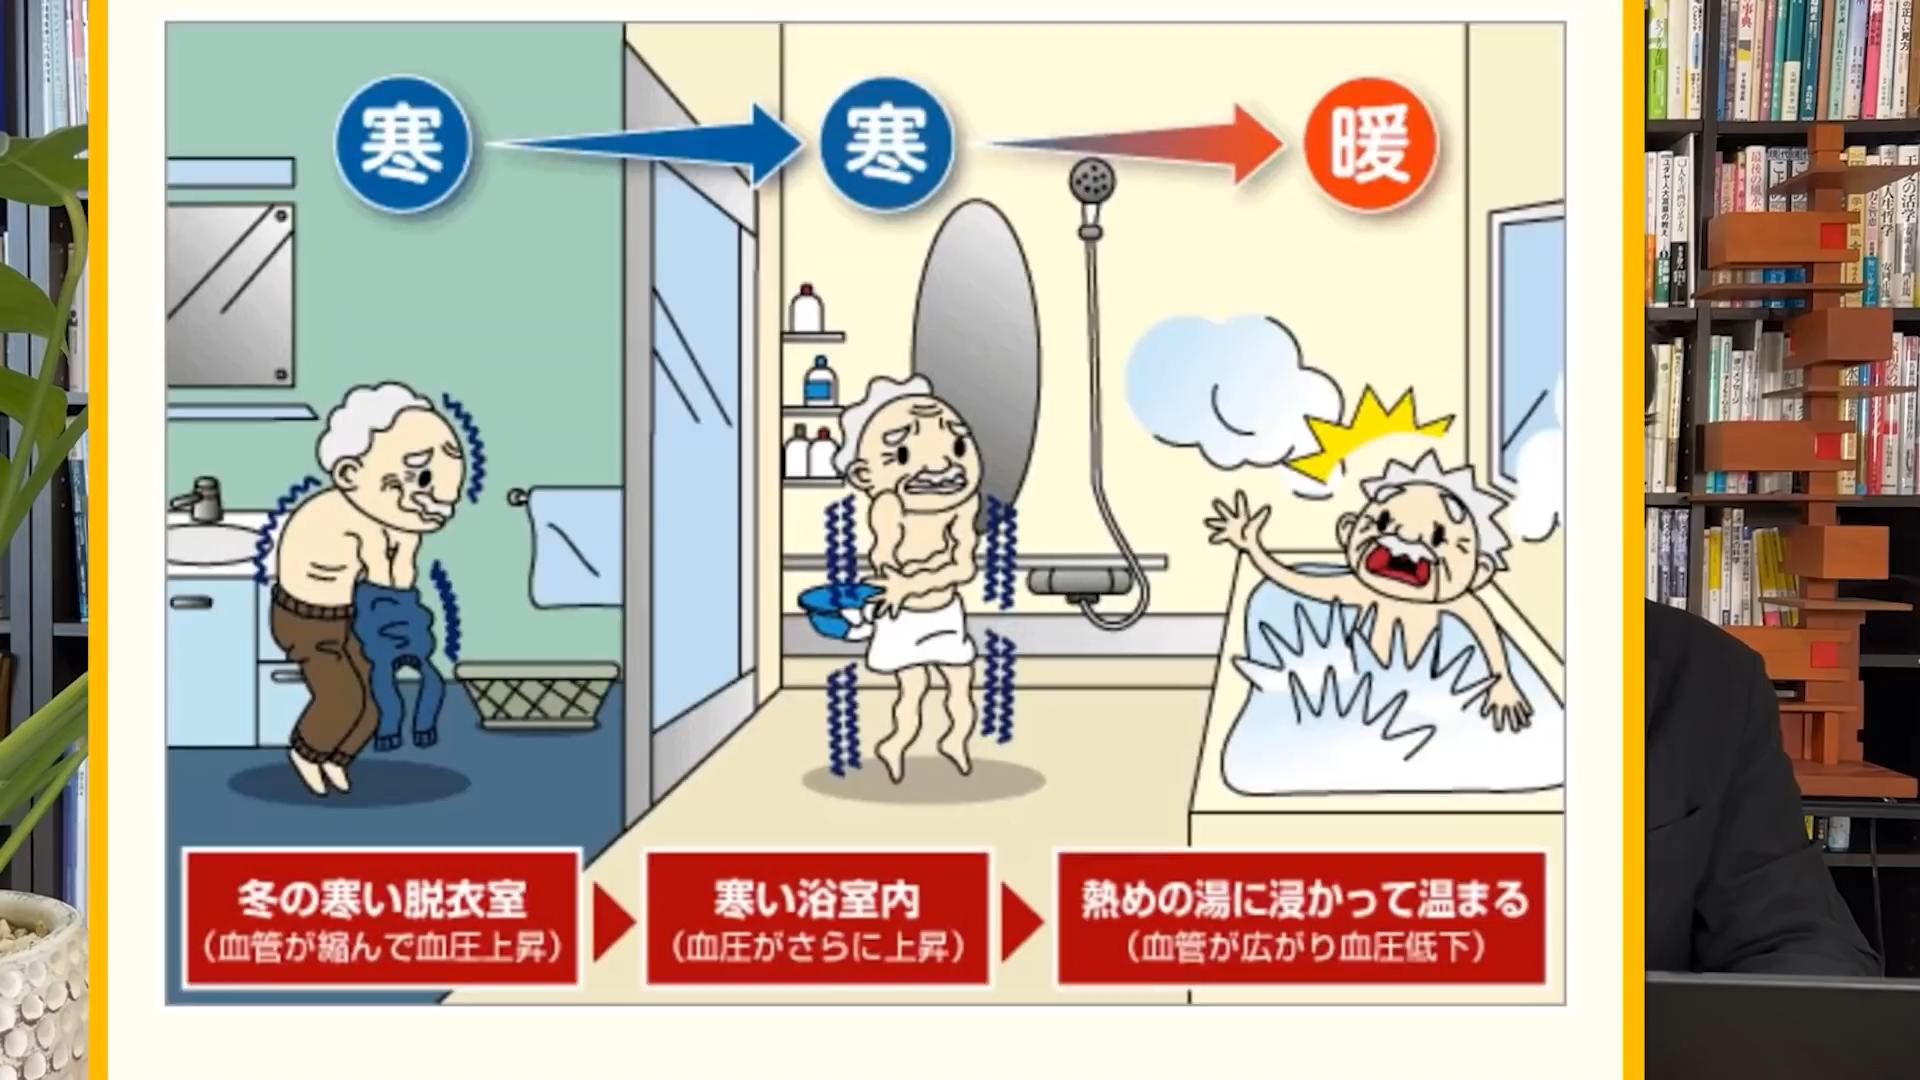 寒
寒
暖
冬の寒い脱衣室
（血管が縮んで血圧上昇）
寒い浴室内
（血圧がさらに上昇）
熱めの湯に浸かって温まる
（血管が広がり血圧低下）